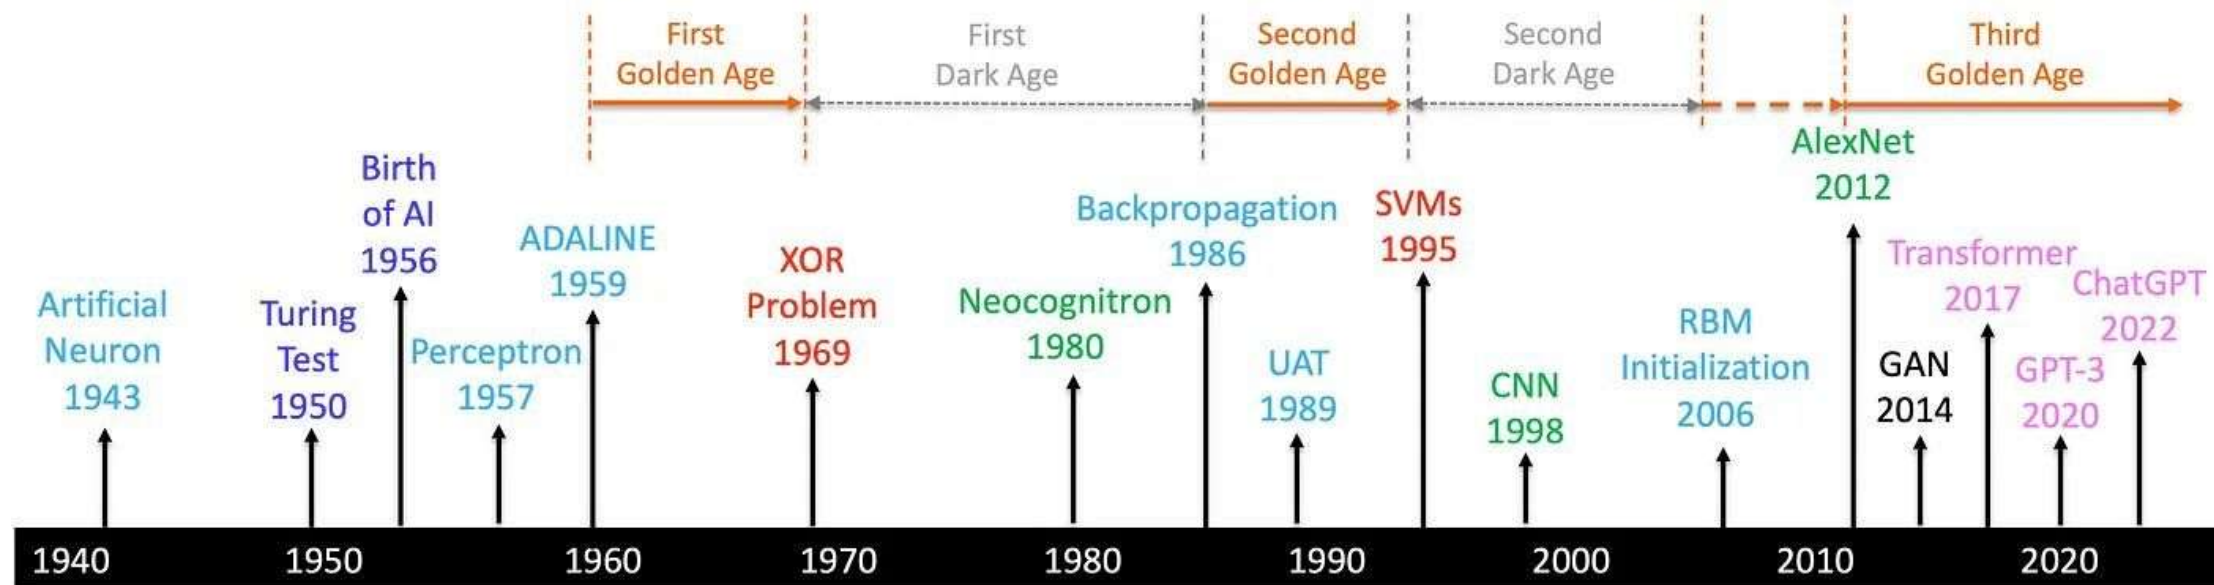 First
Golden Age
First
Dark Age
Second
Golden Age
Second
Dark Age
Third
Golden Age
Artificial
Neuron
1943
Turing
Test
1950
Birth
of AI
1956
Perceptron
1957
ADALINE
1959
XOR
Problem
1969
Neocognitron
1980
Backpropagation
1986
UAT
1989
SVMs
1995
CNN
1998
RBM
Initialization
2006
AlexNet
2012
GAN
2014
Transformer
2017
GPT-3
2020
ChatGPT
2022
1940 1950 1960 1970 1980 1990 2000 2010 2020